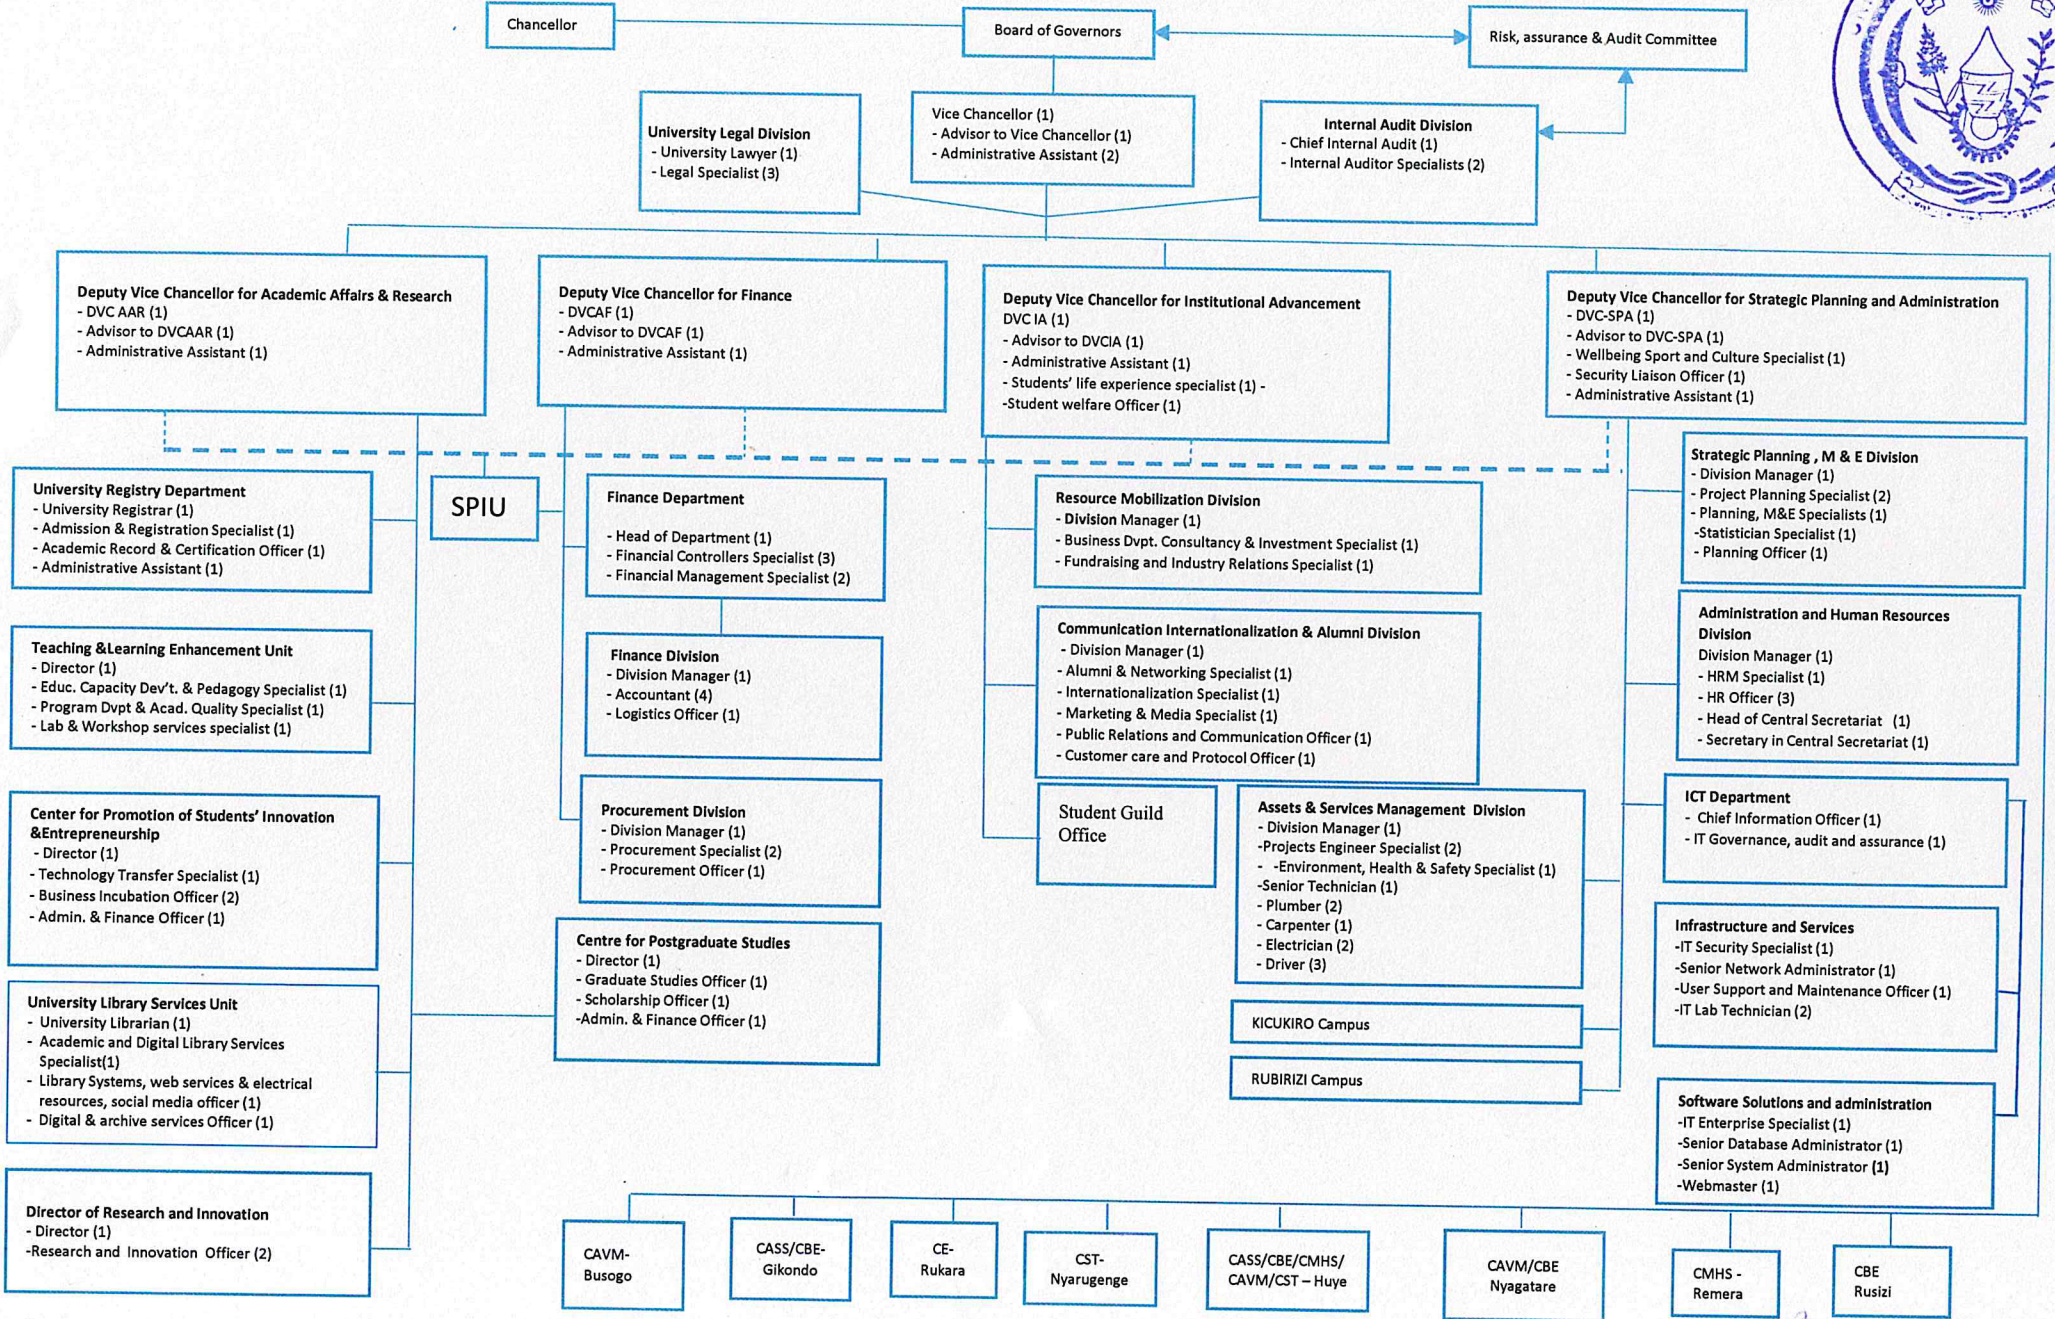 Chancellor
Board of Governors
Risk, assurance & Audit Committee
University Legal Division
- University Lawyer (1)
- Legal Specialist (3)
Vice Chancellor (1)
- Advisor to Vice Chancellor (1)
- Administrative Assistant (2)
Internal Audit Division
- Chief Internal Audit (1)
- Internal Auditor Specialists (2)
Deputy Vice Chancellor for Academic Affairs & Research
- DVC AAR (1)
- Advisor to DVCAAR (1)
- Administrative Assistant (1)
Deputy Vice Chancellor for Finance
- DVCAF (1)
- Advisor to DVCAF (1)
- Administrative Assistant (1)
Deputy Vice Chancellor for Institutional Advancement
DVC IA (1)
- Advisor to DVCIA (1)
- Administrative Assistant (1)
- Students' life experience specialist (1) -
-Student welfare Officer (1)
Deputy Vice Chancellor for Strategic Planning and Administration
- DVC-SPA (1)
- Advisor to DVC-SPA (1)
- Wellbeing Sport and Culture Specialist (1)
- Security Liaison Officer (1)
- Administrative Assistant (1)
University Registry Department
- University Registrar (1)
- Admission & Registration Specialist (1)
- Academic Record & Certification Officer (1)
- Administrative Assistant (1)
SPIU
Finance Department
- Head of Department (1)
- Financial Controllers Specialist (3)
- Financial Management Specialist (2)
Resource Mobilization Division
- Division Manager (1)
- Business Dvpt. Consultancy & Investment Specialist (1)
- Fundraising and Industry Relations Specialist (1)
Strategic Planning , M & E Division
- Division Manager (1)
- Project Planning Specialist (2)
- Planning, M&E Specialists (1)
-Statistician Specialist (1)
- Planning Officer (1)
Teaching &Learning Enhancement Unit
- Director (1)
- Educ. Capacity Dev't. & Pedagogy Specialist (1)
- Program Dvpt & Acad. Quality Specialist (1)
- Lab & Workshop services specialist (1)
Finance Division
- Division Manager (1)
- Accountant (4)
- Logistics Officer (1)
Communication Internationalization & Alumni Division
- Division Manager (1)
- Alumni & Networking Specialist (1)
- Internationalization Specialist (1)
- Marketing & Media Specialist (1)
- Public Relations and Communication Officer (1)
- Customer care and Protocol Officer (1)
Administration and Human Resources
Division
Division Manager (1)
- HRM Specialist (1)
- HR Officer (3)
- Head of Central Secretariat (1)
- Secretary in Central Secretariat (1)
Center for Promotion of Students' Innovation
&Entrepreneurship
- Director (1)
- Technology Transfer Specialist (1)
- Business Incubation Officer (2)
- Admin. & Finance Officer (1)
Procurement Division
- Division Manager (1)
- Procurement Specialist (2)
- Procurement Officer (1)
Student Guild
Office
Assets & Services Management Division
- Division Manager (1)
-Projects Engineer Specialist (2)
- -Environment, Health & Safety Specialist (1)
-Senior Technician (1)
- Plumber (2)
- Carpenter (1)
- Electrician (2)
- Driver (3)
ICT Department
- Chief Information Officer (1)
- IT Governance, audit and assurance (1)
Centre for Postgraduate Studies
- Director (1)
- Graduate Studies Officer (1)
- Scholarship Officer (1)
-Admin. & Finance Officer (1)
Infrastructure and Services
-IT Security Specialist (1)
-Senior Network Administrator (1)
-User Support and Maintenance Officer (1)
-IT Lab Technician (2)
University Library Services Unit
- University Librarian (1)
- Academic and Digital Library Services
Specialist(1)
- Library Systems, web services & electrical
resources, social media officer (1)
- Digital & archive services Officer (1)
KICUKIRO Campus
RUBIRIZI Campus
Software Solutions and administration
-IT Enterprise Specialist (1)
-Senior Database Administrator (1)
-Senior System Administrator (1)
-Webmaster (1)
Director of Research and Innovation
- Director (1)
-Research and Innovation Officer (2)
CAVM-
Busogo
CASS/CBE-
Gikondo
CE-
Rukara
CST-
Nyarugenge
CASS/CBE/CMHS/
CAVM/CST – Huye
CAVM/CBE
Nyagatare
CMHS -
Remera
CBE
Rusizi